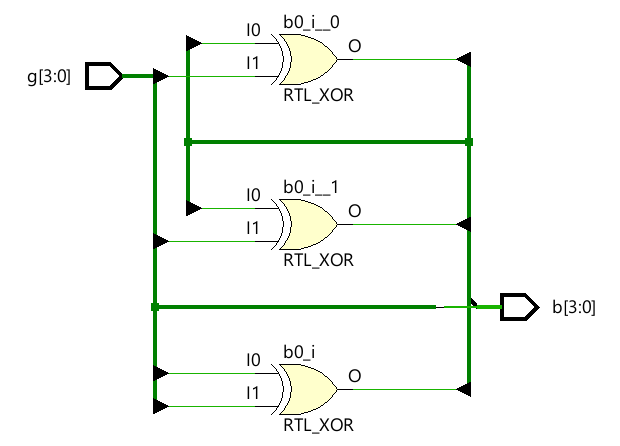 b0_i__0
I0
O
g[3:0]
I1
RTL_XOR
b0_i__1
I0
O
I1
RTL_XOR
b[3:0]
b0_i
I0
O
I1
RTL_XOR